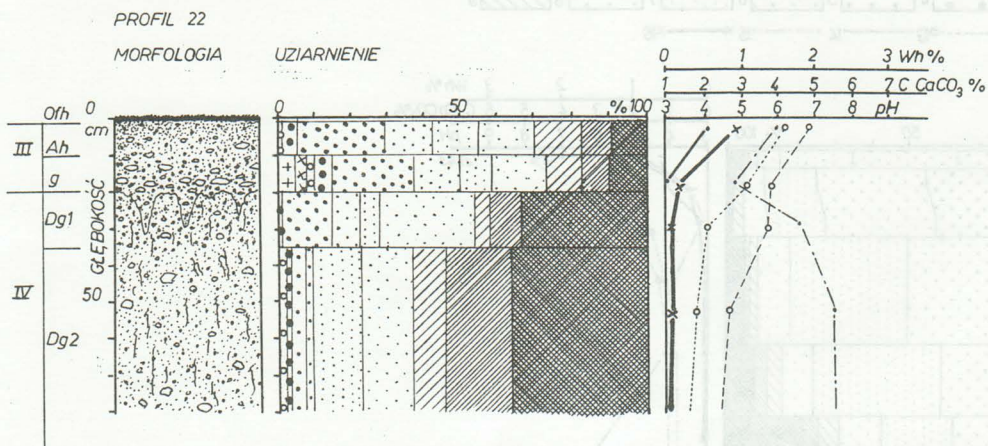 PROFIL 22
MORFOLOGIA UZIARNIENIE
0 1 2 3 Wh%
1 2 3 4 5 6 7 C CaCO3 %
3 4 5 6 7 8 pH
0 50 % 100
Ofh 0
cm
III Ah
g
GŁĘBOKOŚĆ
Dg1
IV 50
Dg2